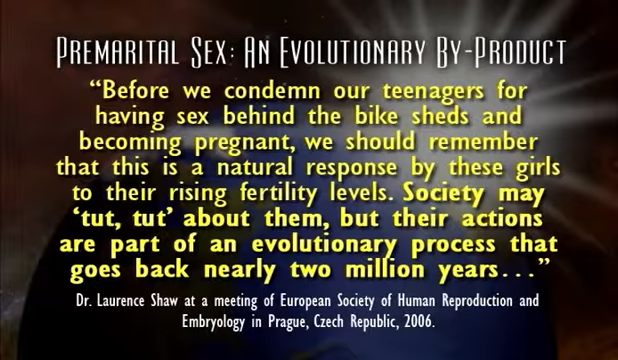 Premarital Sex: An Evolutionary By-Product
“Before we condemn our teenagers for
having sex behind the bike sheds and
becoming pregnant, we should remember
that this is a natural response by these girls
to their rising fertility levels. Society may
‘tut, tut’ about them, but their actions
are part of an evolutionary process that
goes back nearly two million years...”
Dr. Laurence Shaw at a meeting of European Society of Human Reproduction and
Embryology in Prague, Czech Republic, 2006.